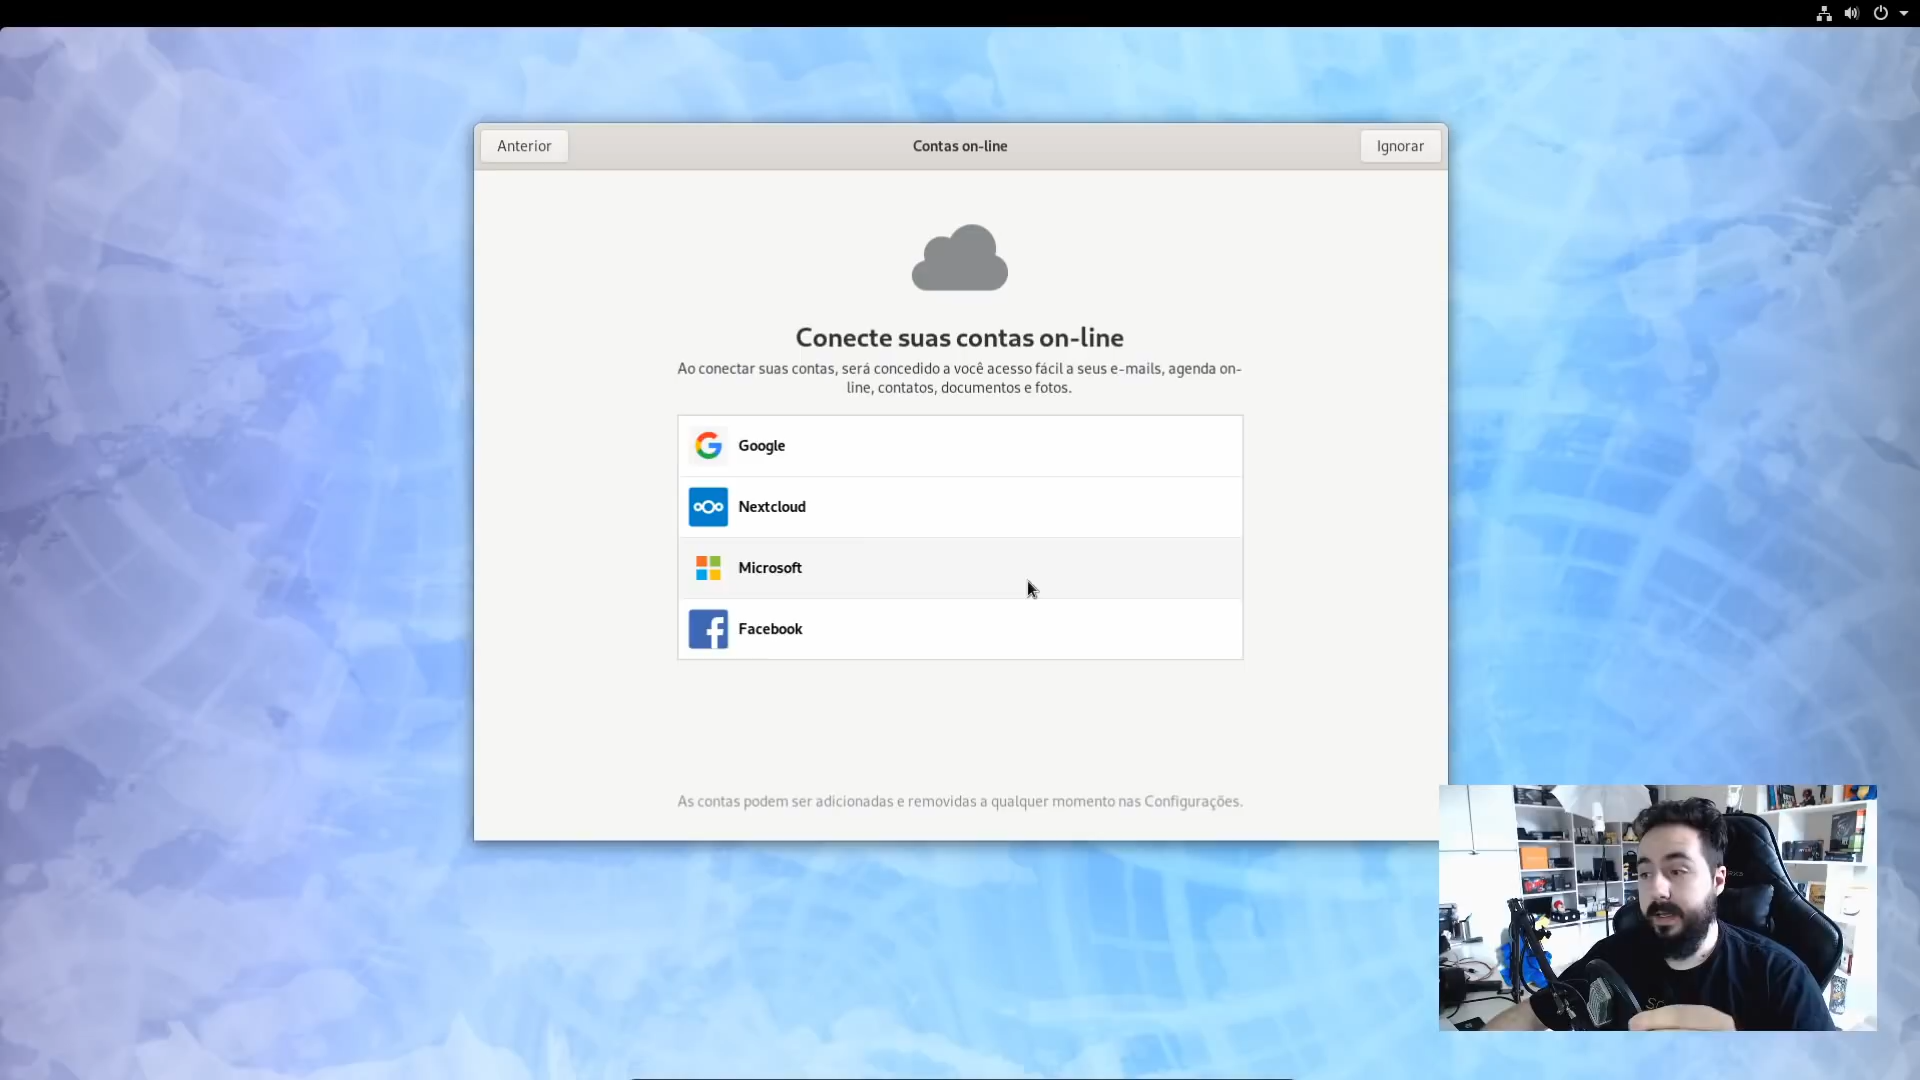 Anterior
Contas on-line
Ignorar
Conecte suas contas on-line
Ao conectar suas contas, será concedido a você acesso fácil a seus e-mails, agenda on-
line, contatos, documentos e fotos.
Google
Nextcloud
Microsoft
Facebook
As contas podem ser adicionadas e removidas a qualquer momento nas Configurações.